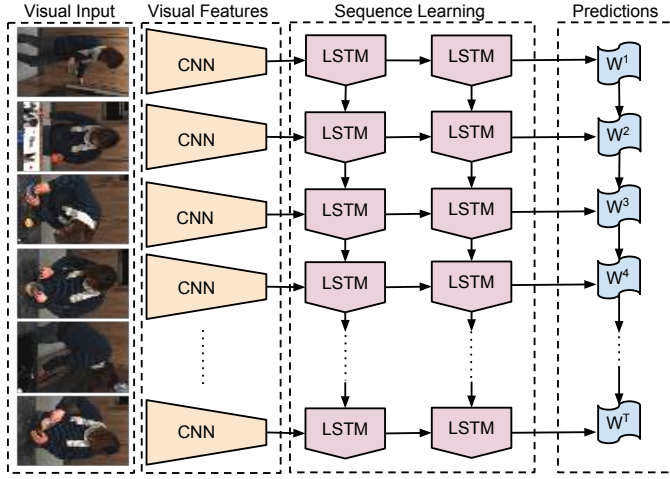 Visual Input Visual Features Sequence Learning Predictions
CNN LSTM LSTM W¹
CNN LSTM LSTM W²
CNN LSTM LSTM W³
CNN LSTM LSTM W⁴
CNN LSTM LSTM Wᵀ